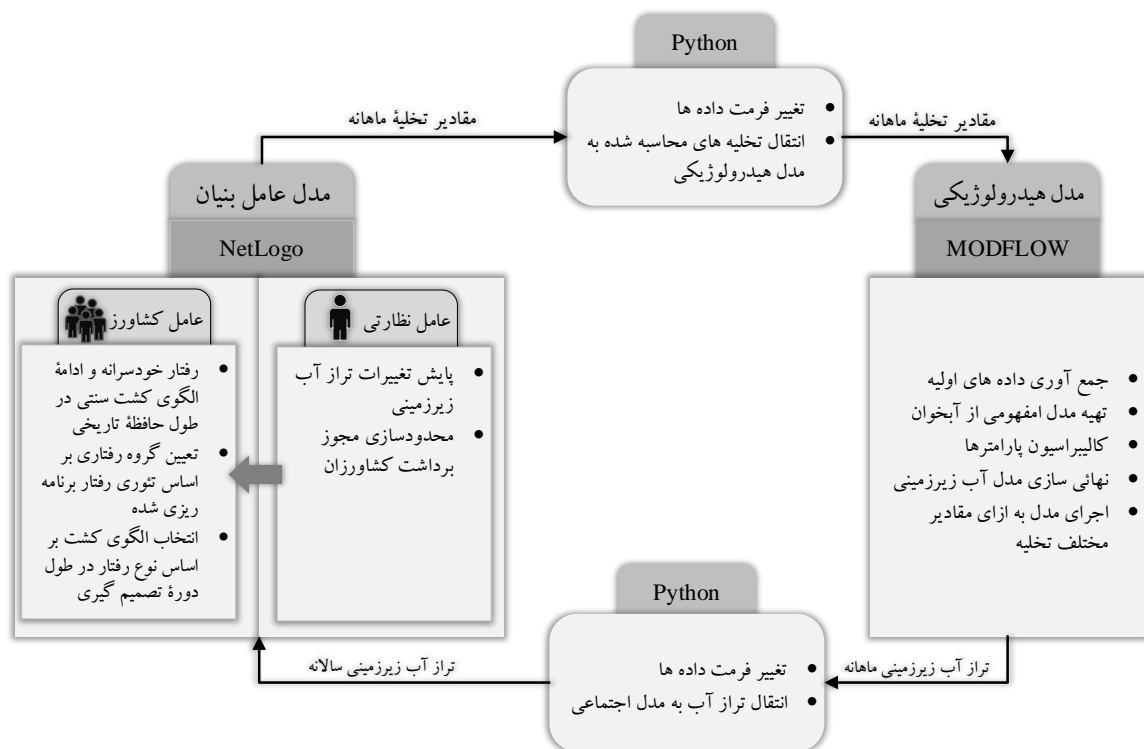 Python
تغییر فرمت داده ها
انتقال تخلیه های محاسبه شده به
مدل هیدرولوژیکی
مقادیر تخلیۀ ماهانه
مقادیر تخلیۀ ماهانه
مدل هیدرولوژیکی
MODFLOW
جمع آوری داده های اولیه
تهیه مدل امفهومی از آبخوان
کالیبراسیون پارامترها
نهائی سازی مدل آب زیرزمینی
اجرای مدل به ازای مقادیر
مختلف تخلیه
مدل عامل بنیان
NetLogo
عامل نظارتی
پایش تغییرات تراز آب
زیرزمینی
محدودسازی مجوز
برداشت کشاورزان
عامل کشاورز
رفتار خودسرانه و ادامۀ
الگوی کشت سنتی در
طول حافظۀ تاریخی
تعیین گروه رفتاری بر
اساس تئوری رفتار برنامه
ریزی شده
انتخاب الگوی کشت بر
اساس نوع رفتار در طول
دورۀ تصمیم گیری
تراز آب زیرزمینی ماهانه
Python
تغییر فرمت داده ها
انتقال تراز آب به مدل اجتماعی
تراز آب زیرزمینی سالانه